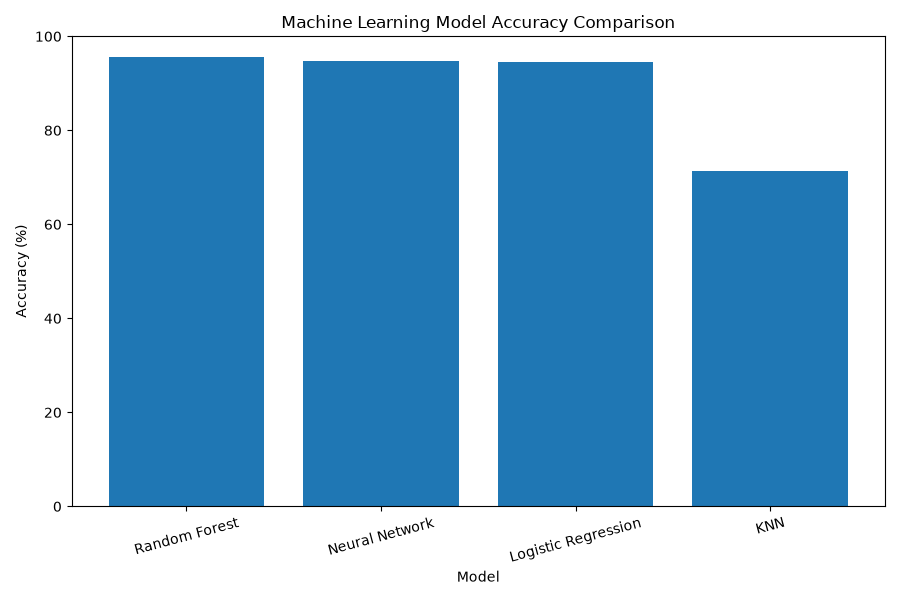 Machine Learning Model Accuracy Comparison
100
80
60
40
20
0
Accuracy (%)
Random Forest
Neural Network
Logistic Regression
KNN
Model